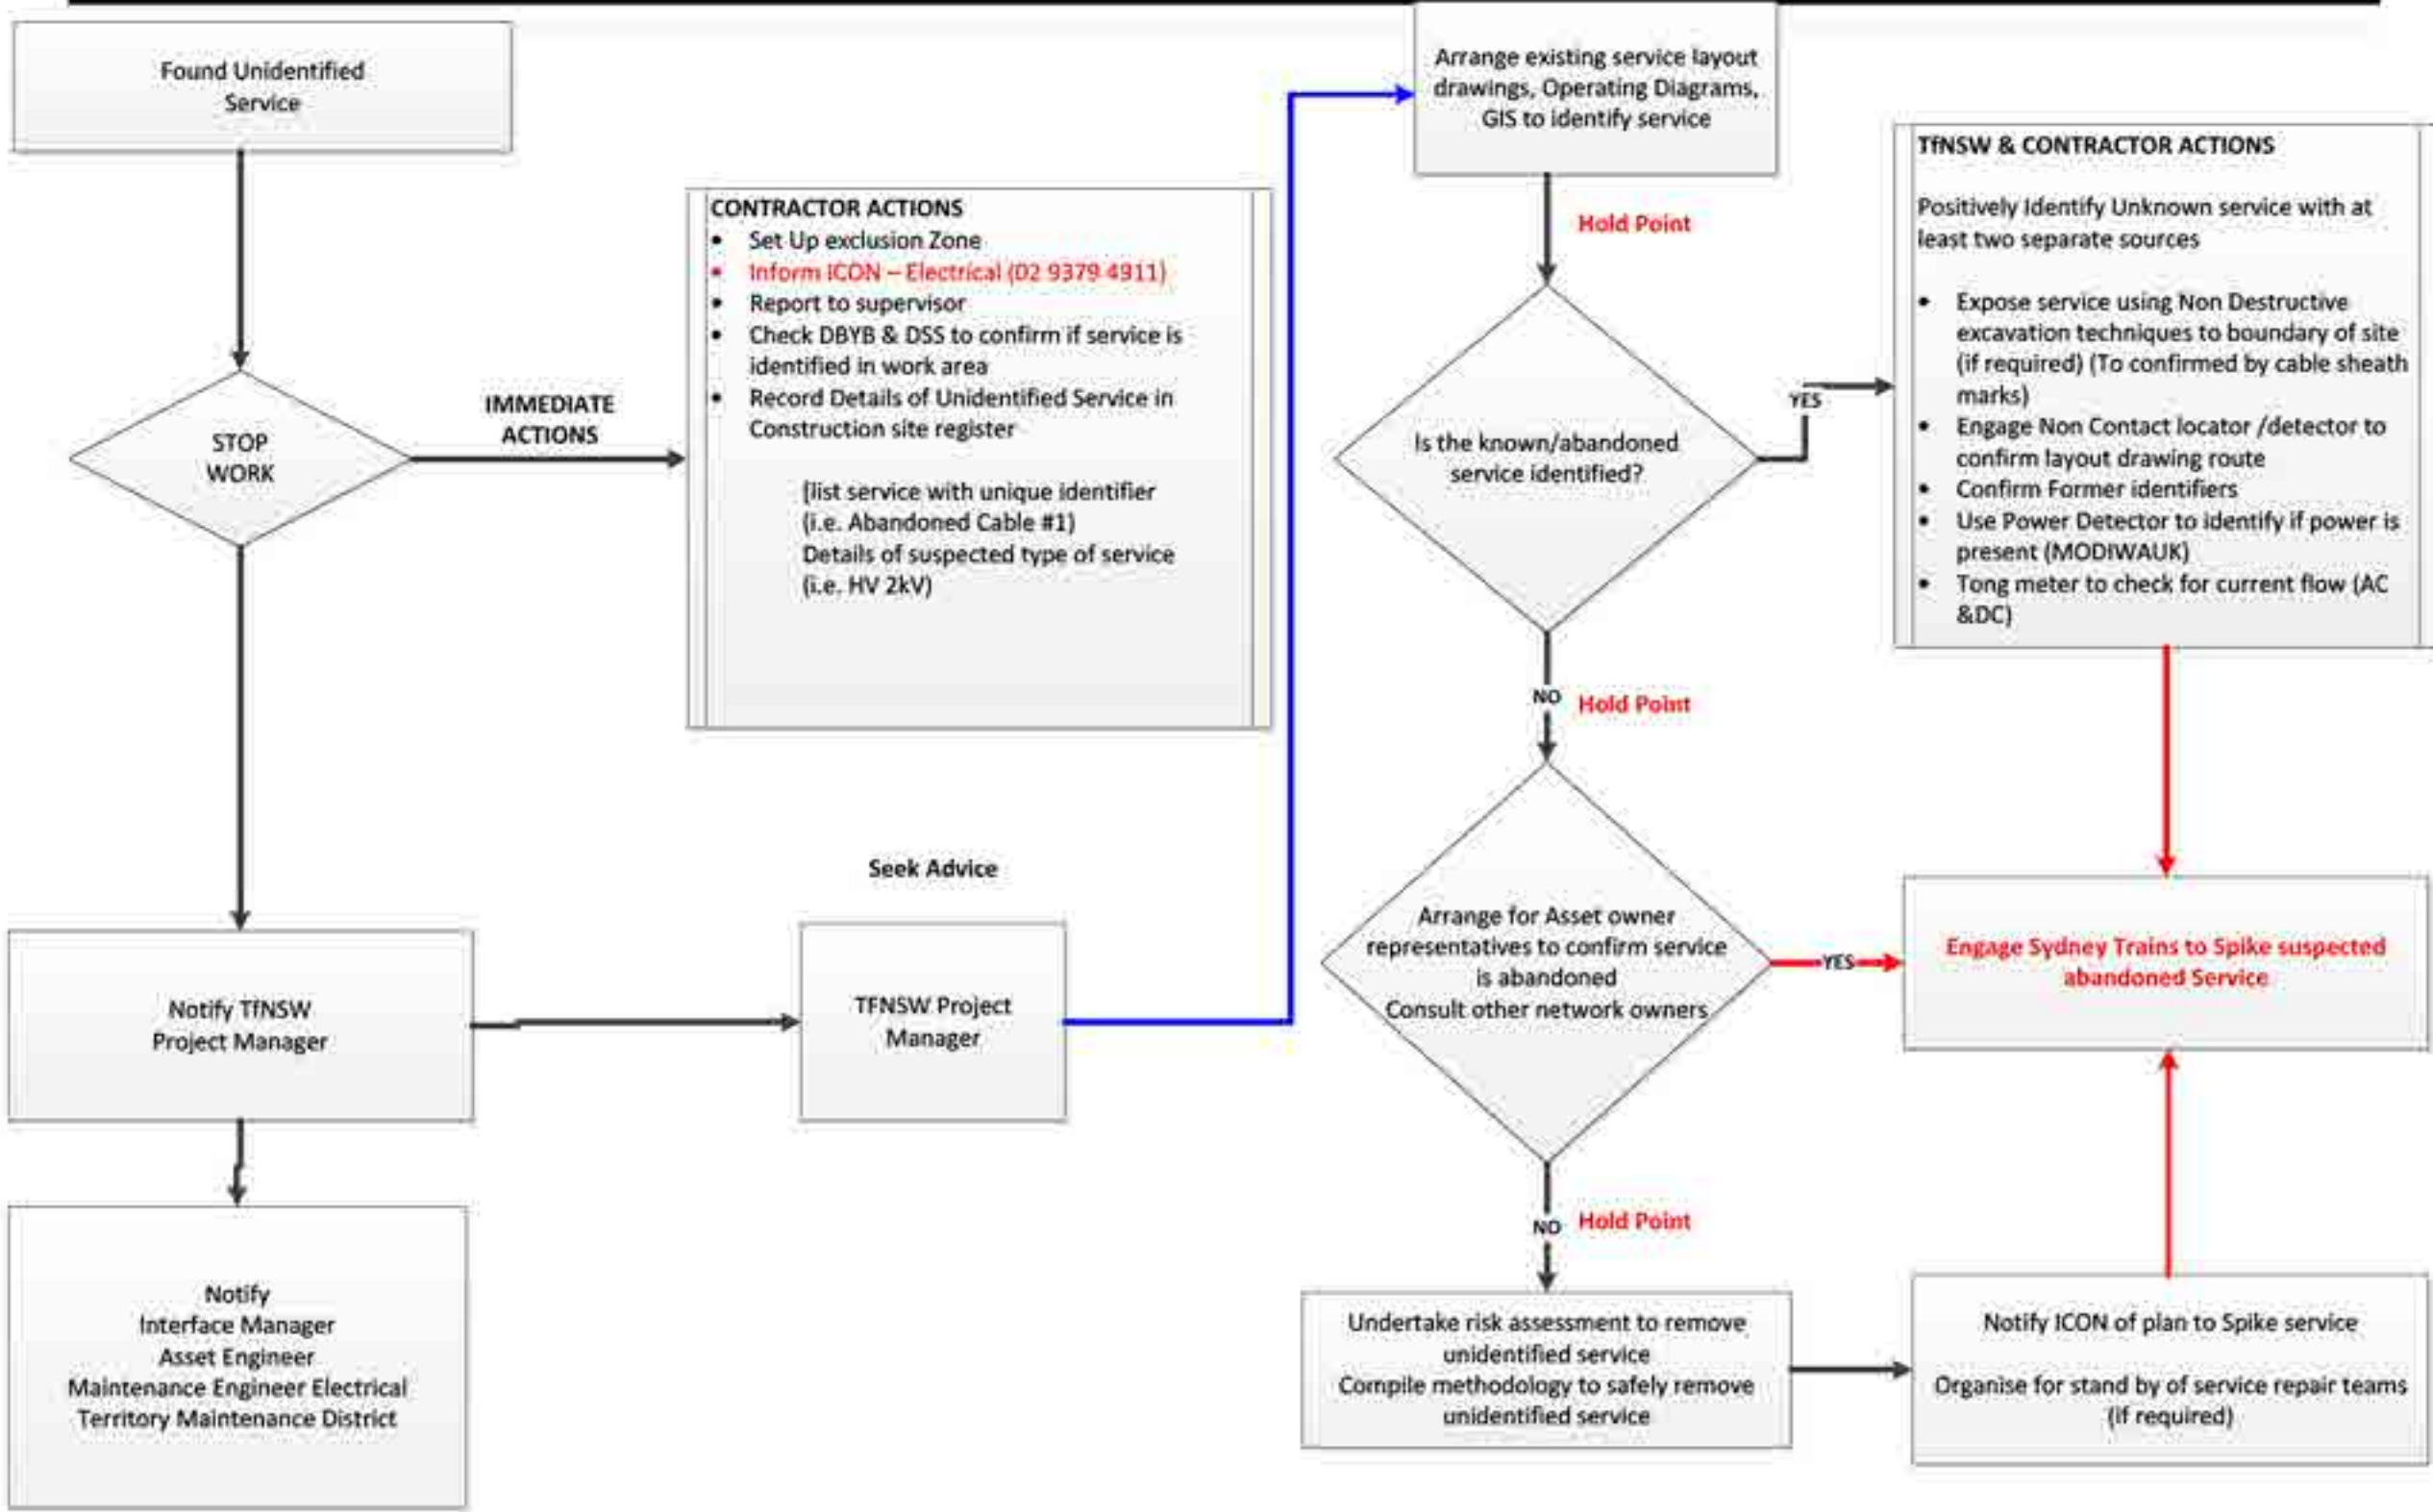 Found Unidentified
Service
STOP
WORK
IMMEDIATE
ACTIONS
CONTRACTOR ACTIONS
• Set Up exclusion Zone
• Inform ICON – Electrical (02 9379 4911)
• Report to supervisor
• Check DBYB & DSS to confirm if service is
identified in work area
• Record Details of Unidentified Service in
Construction site register
[list service with unique identifier
(i.e. Abandoned Cable #1)
Details of suspected type of service
(i.e. HV 2kV)
Notify TfNSW
Project Manager
Notify
Interface Manager
Asset Engineer
Maintenance Engineer Electrical
Territory Maintenance District
Seek Advice
TFNSW Project
Manager
Arrange existing service layout
drawings, Operating Diagrams,
GIS to identify service
Hold Point
Is the known/abandoned
service identified?
YES
TfNSW & CONTRACTOR ACTIONS
Positively Identify Unknown service with at
least two separate sources
• Expose service using Non Destructive
excavation techniques to boundary of site
(if required) (To confirmed by cable sheath
marks)
• Engage Non Contact locator /detector to
confirm layout drawing route
• Confirm Former identifiers
• Use Power Detector to identify if power is
present (MODIWAUK)
• Tong meter to check for current flow (AC
&DC)
NO
Hold Point
Arrange for Asset owner
representatives to confirm service
is abandoned
Consult other network owners
YES
Engage Sydney Trains to Spike suspected
abandoned Service
NO
Hold Point
Undertake risk assessment to remove
unidentified service
Compile methodology to safely remove
unidentified service
Notify ICON of plan to Spike service
Organise for stand by of service repair teams
(if required)